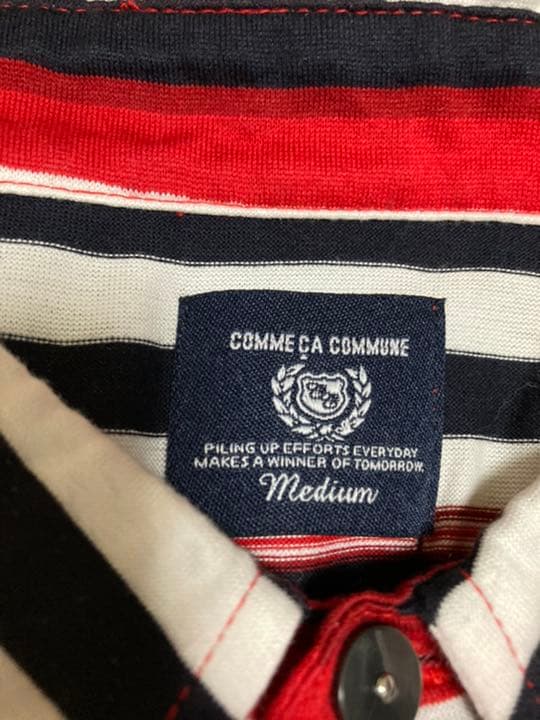 COMME ÇA COMMUNE
PILING UP EFFORTS EVERYDAY
MAKES A WINNER OF TOMORROW.
Medium